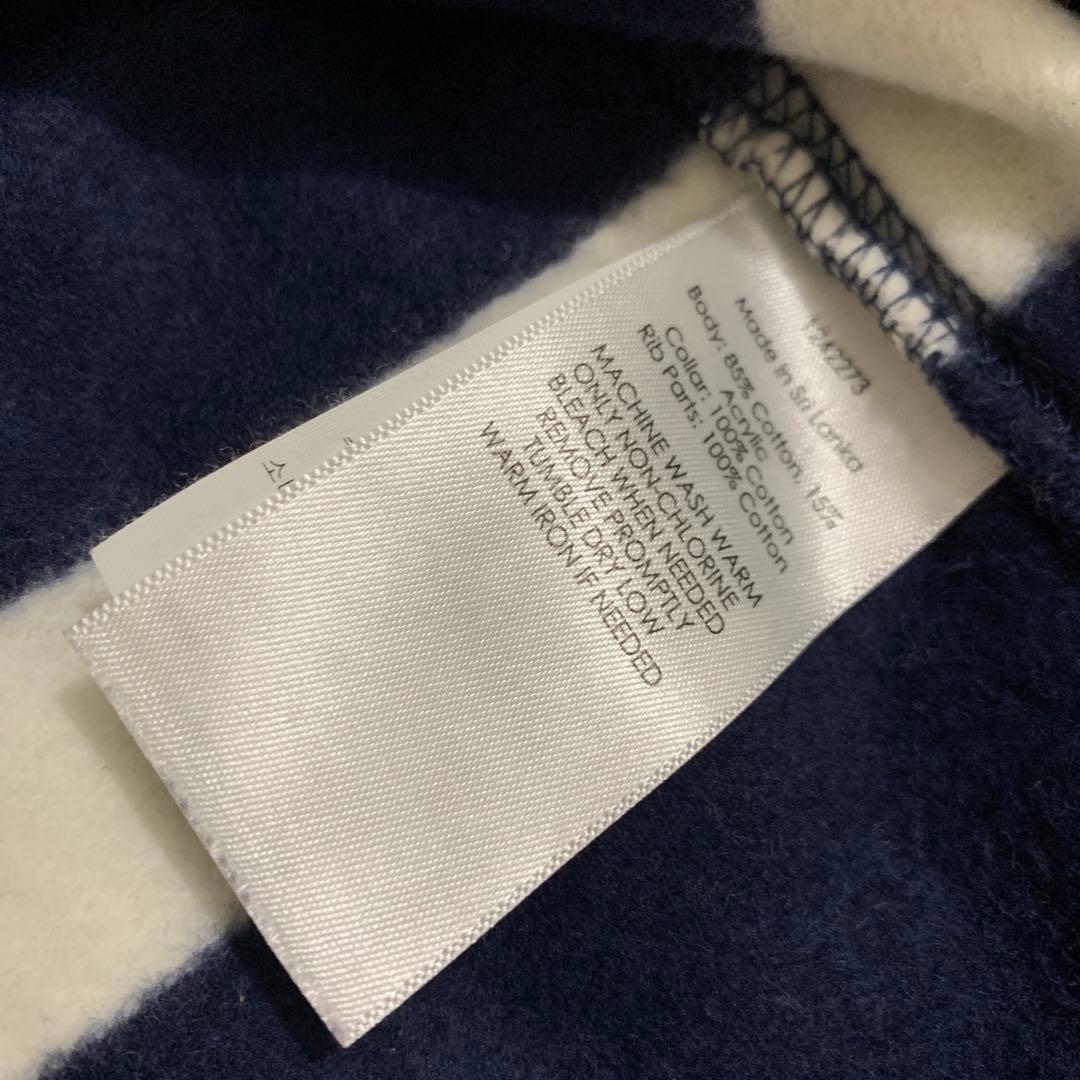 Made in Sri Lanka
Body: 85% Cotton, 15%
Acrylic
Collar: 100% Cotton
Rib Parts: 100% Cotton
MACHINE WASH WARM
ONLY NON-CHLORINE
BLEACH WHEN NEEDED
REMOVE PROMPTLY
TUMBLE DRY LOW
WARM IRON IF NEEDED
소